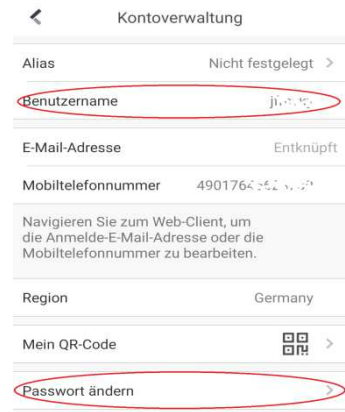 Kontoverwaltung
Alias Nicht festgelegt
Benutzername
E-Mail-Adresse Entknüpft
Mobiltelefonnummer
Navigieren Sie zum Web-Client, um
die Anmelde-E-Mail-Adresse oder die
Mobiltelefonnummer zu bearbeiten.
Region Germany
Mein QR-Code
Passwort ändern